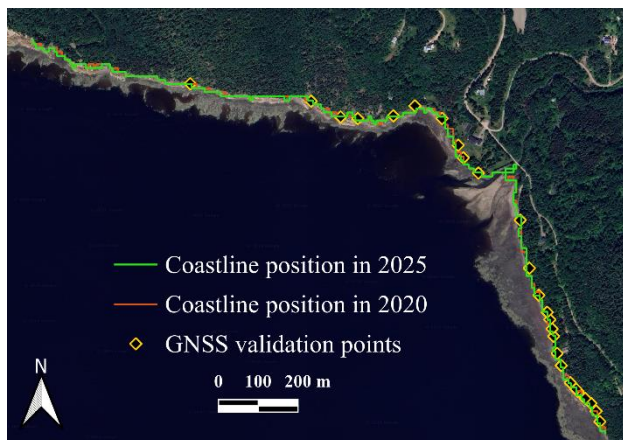 Coastline position in 2025
Coastline position in 2020
GNSS validation points
N
0 100 200 m